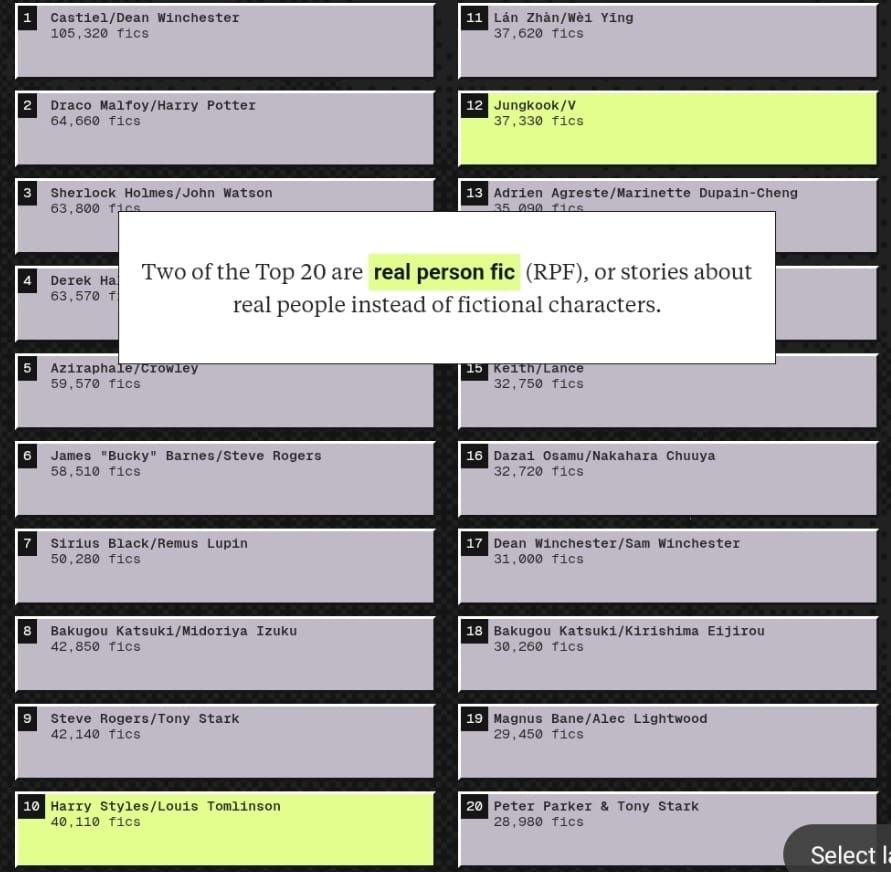 1 Castiel/Dean Winchester
105,320 fics
2 Draco Malfoy/Harry Potter
64,660 fics
3 Sherlock Holmes/John Watson
63,800 fics
4 Derek Ha
63,570 f
5 Aziraphale/Crowley
59,570 fics
6 James "Bucky" Barnes/Steve Rogers
58,510 fics
7 Sirius Black/Remus Lupin
50,280 fics
8 Bakugou Katsuki/Midoriya Izuku
42,850 fics
9 Steve Rogers/Tony Stark
42,140 fics
10 Harry Styles/Louis Tomlinson
40,110 fics
11 Lán Zhàn/Wèi Yīng
37,620 fics
12 Jungkook/V
37,330 fics
13 Adrien Agreste/Marinette Dupain-Cheng
35,090 fics
15 Keith/Lance
32,750 fics
16 Dazai Osamu/Nakahara Chuuya
32,720 fics
17 Dean Winchester/Sam Winchester
31,000 fics
18 Bakugou Katsuki/Kirishima Eijirou
30,260 fics
19 Magnus Bane/Alec Lightwood
29,450 fics
20 Peter Parker & Tony Stark
28,980 fics
Two of the Top 20 are real person fic (RPF), or stories about
real people instead of fictional characters.
Select la